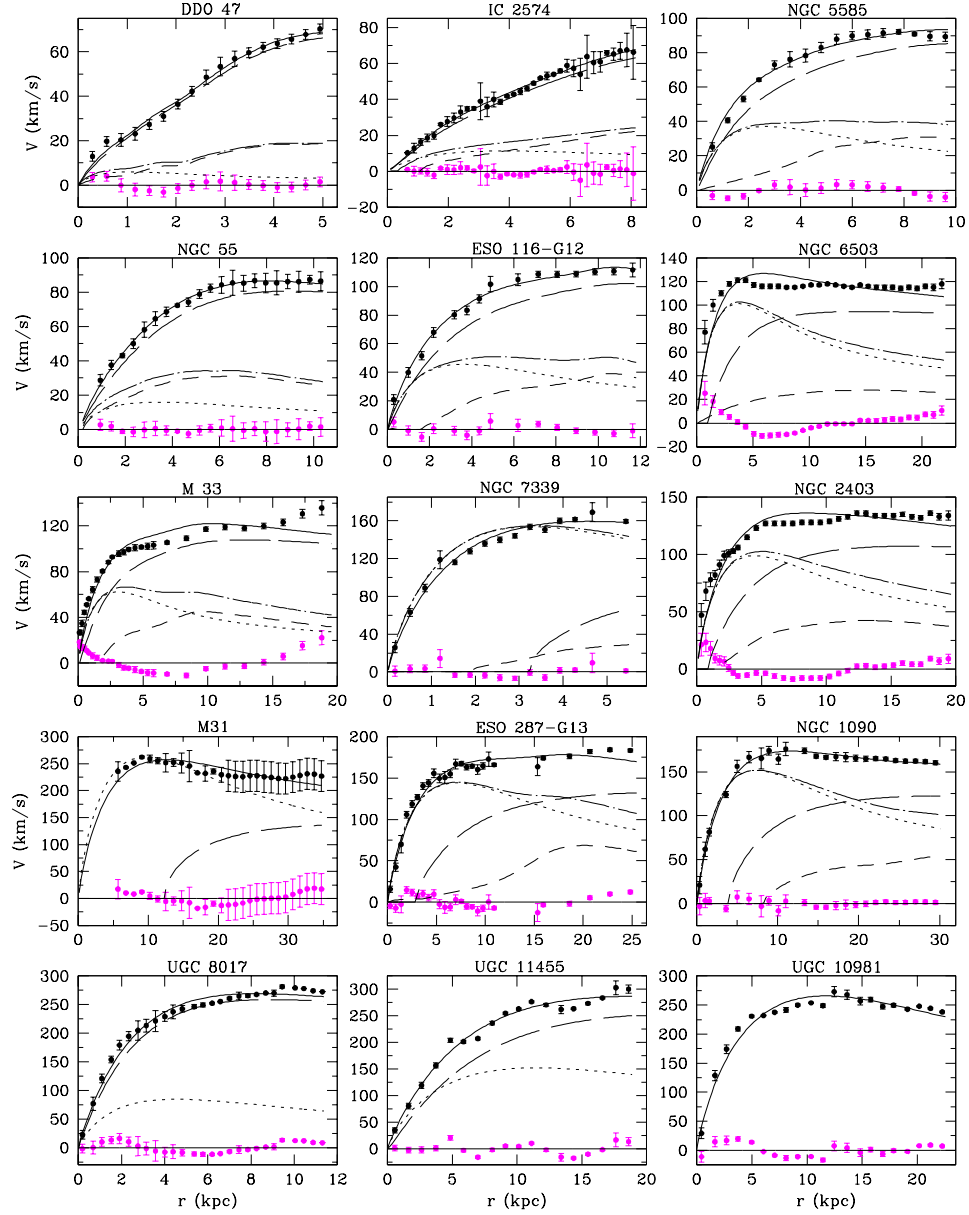 DDO 47 IC 2574 NGC 5585
V (km/s)
60 40 20 0
0 1 2 3 4 5
80 60 40 20 0 −20
0 2 4 6 8
100 80 60 40 20 0
0 2 4 6 8 10
NGC 55 ESO 116−G12 NGC 6503
V (km/s)
100 80 60 40 20 0
0 2 4 6 8 10
120 100 80 60 40 20 0
0 2 4 6 8 10 12
140 120 100 80 60 40 20 0 −20
0 5 10 15 20
M 33 NGC 7339 NGC 2403
V (km/s)
120 80 40 0
0 5 10 15 20
160 120 80 40 0
0 1 2 3 4 5
150 100 50 0
0 5 10 15 20
M31 ESO 287−G13 NGC 1090
V (km/s)
300 250 200 150 100 50 0 −50
0 10 20 30
200 150 100 50 0
0 5 10 15 20 25
150 100 50 0
0 5 10 15 20 25 30
UGC 8017 UGC 11455 UGC 10981
V (km/s)
300 250 200 150 100 50 0
0 2 4 6 8 10 12
300 250 200 150 100 50 0
0 5 10 15 20
300 250 200 150 100 50 0
0 5 10 15 20
r (kpc) r (kpc) r (kpc)